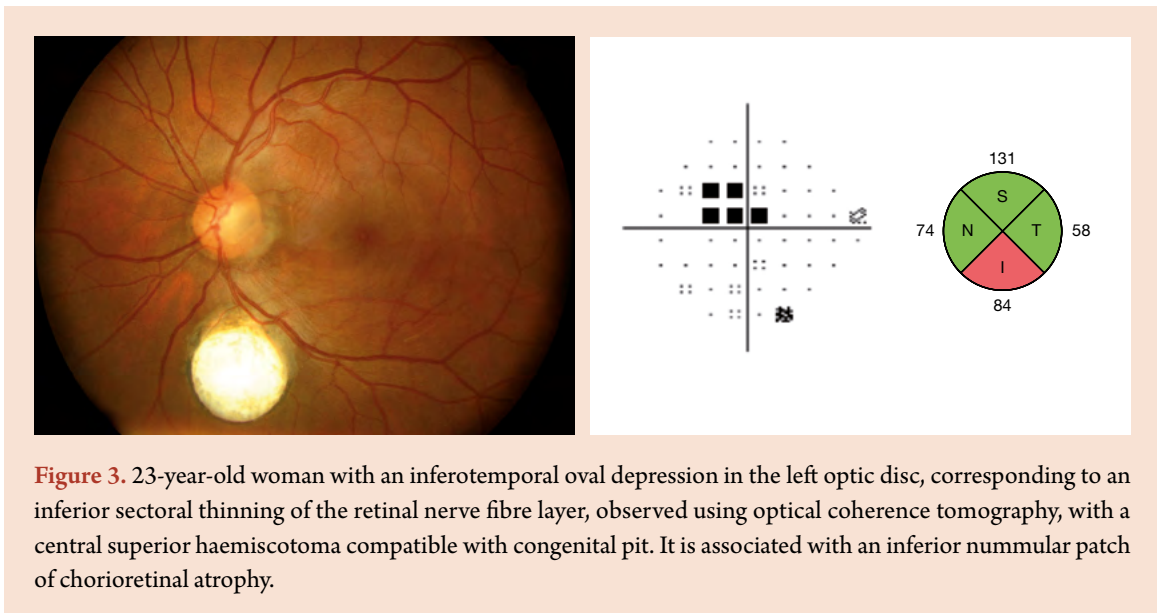 131
S
74 N T 58
I
84
Figure 3. 23-year-old woman with an inferotemporal oval depression in the left optic disc, corresponding to an
inferior sectoral thinning of the retinal nerve fibre layer, observed using optical coherence tomography, with a
central superior haemiscotoma compatible with congenital pit. It is associated with an inferior nummular patch
of chorioretinal atrophy.